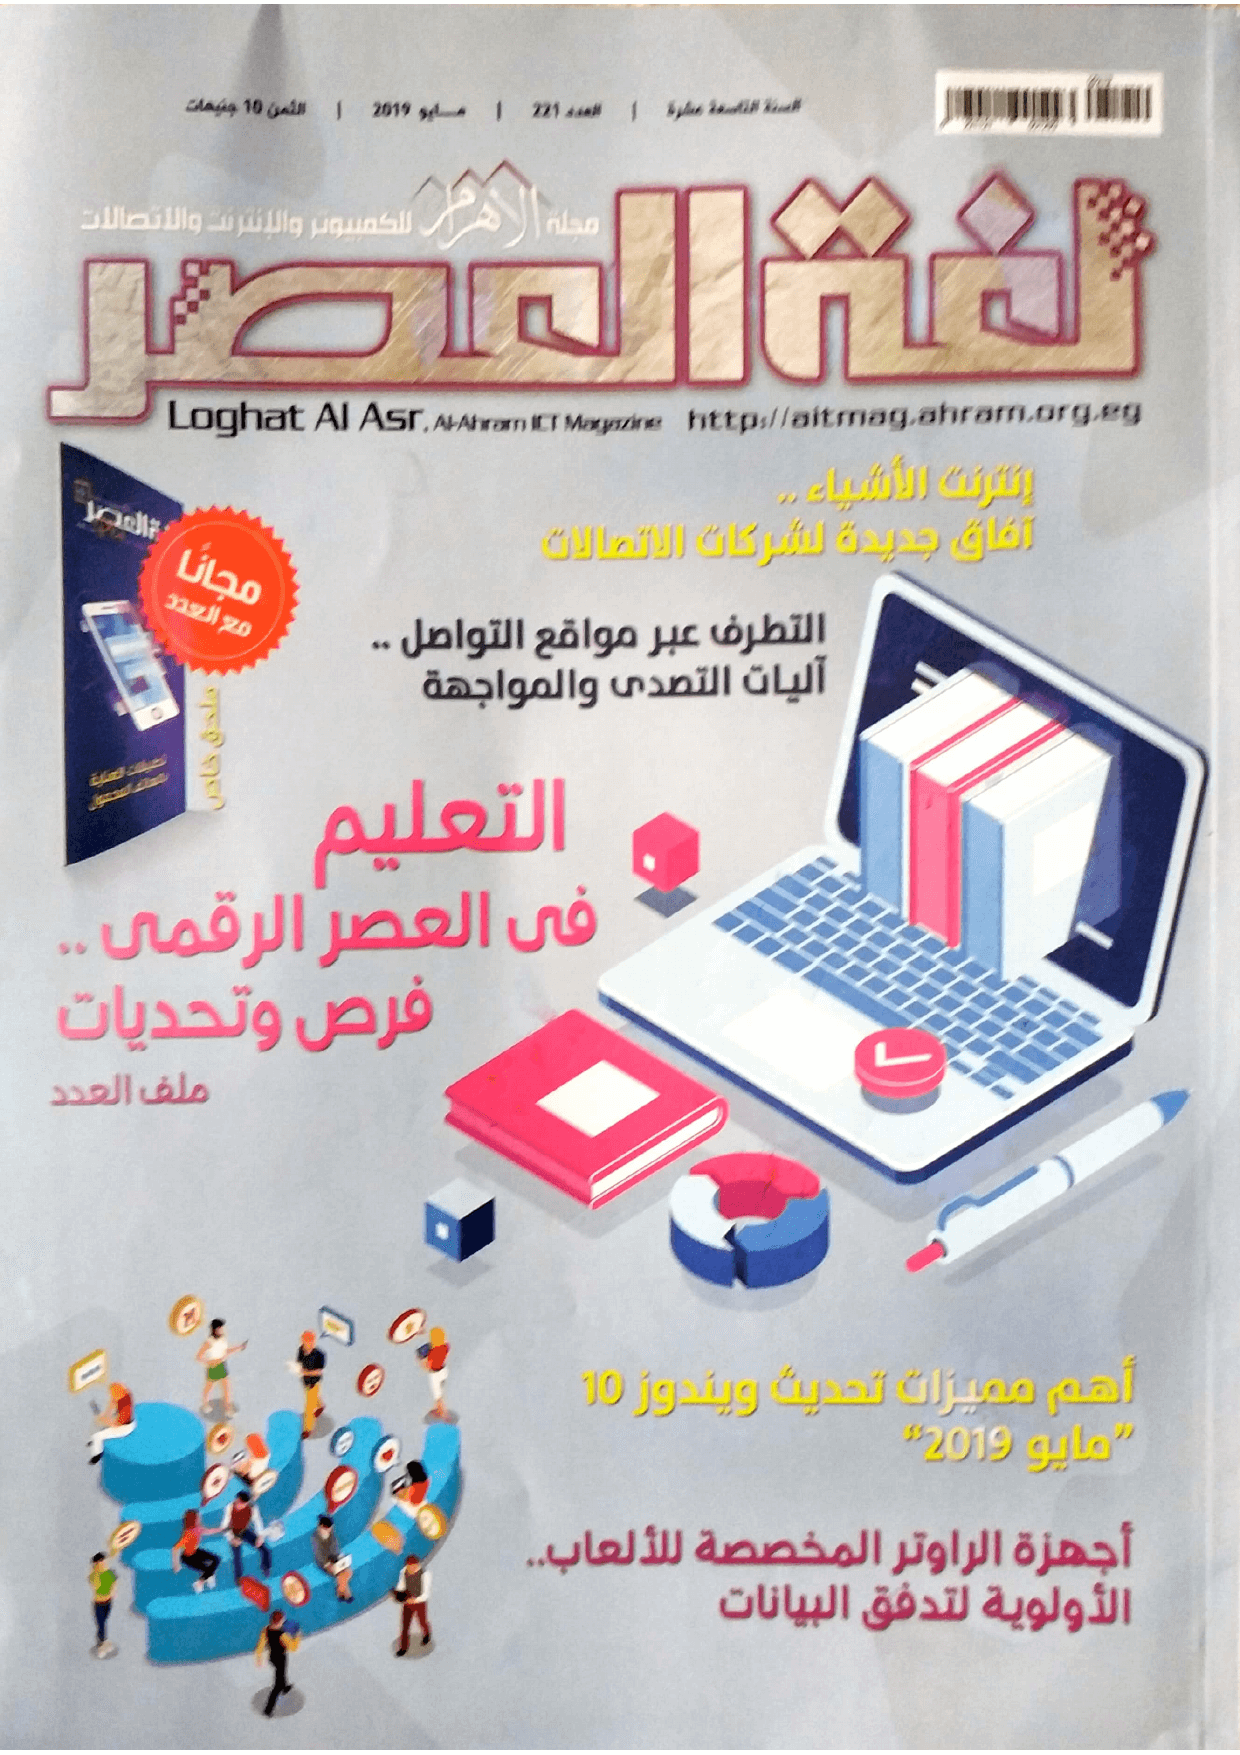 السنة التاسعة عشرة | العدد 221 | مـــايو 2019 | الثمن 10 جنيهات
مجلة الأهرام للكمبيوتر والإنترنت والاتصالات
لغة العصر
Loghat Al Asr, Al-Ahram ICT Magazine http://aitmag.ahram.org.eg
إنترنت الأشياء ..
آفاق جديدة لشركات الاتصالات
لغة العصر
مجانًا
مع العدد
ملحق خاص
التطرف عبر مواقع التواصل ..
آليات التصدى والمواجهة
التعليم
فى العصر الرقمى ..
فرص وتحديات
ملف العدد
أهم مميزات تحديث ويندوز 10
”مايو 2019“
أجهزة الراوتر المخصصة للألعاب..
الأولوية لتدفق البيانات